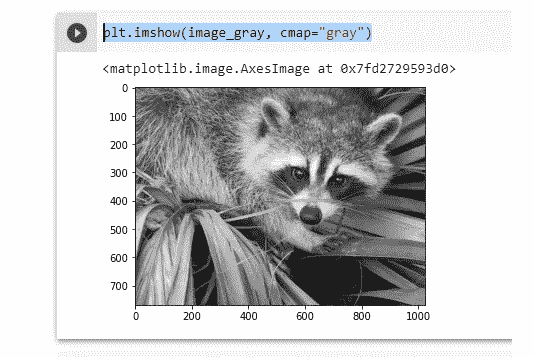 plt.imshow(image_gray, cmap="gray")
<matplotlib.image.AxesImage at 0x7fd2729593d0>
0
100
200
300
400
500
600
700
0 200 400 600 800 1000